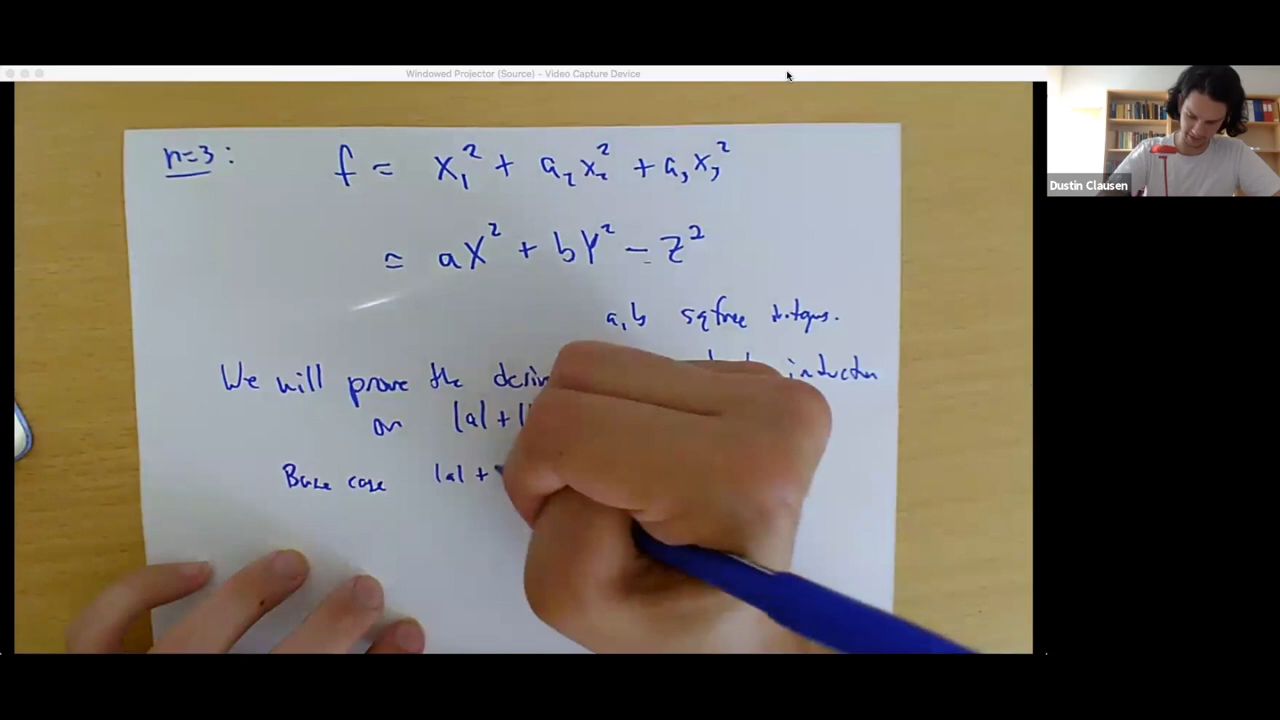 Windowed Projector (Source) - Video Capture Device
Dustin Clausen
n=3: f = x₁² + a₂x₂² + a₃x₃²
= aX² + bY² - Z²
a, b sqfree
We will prove the induction
on |a| +
Base case |a| +